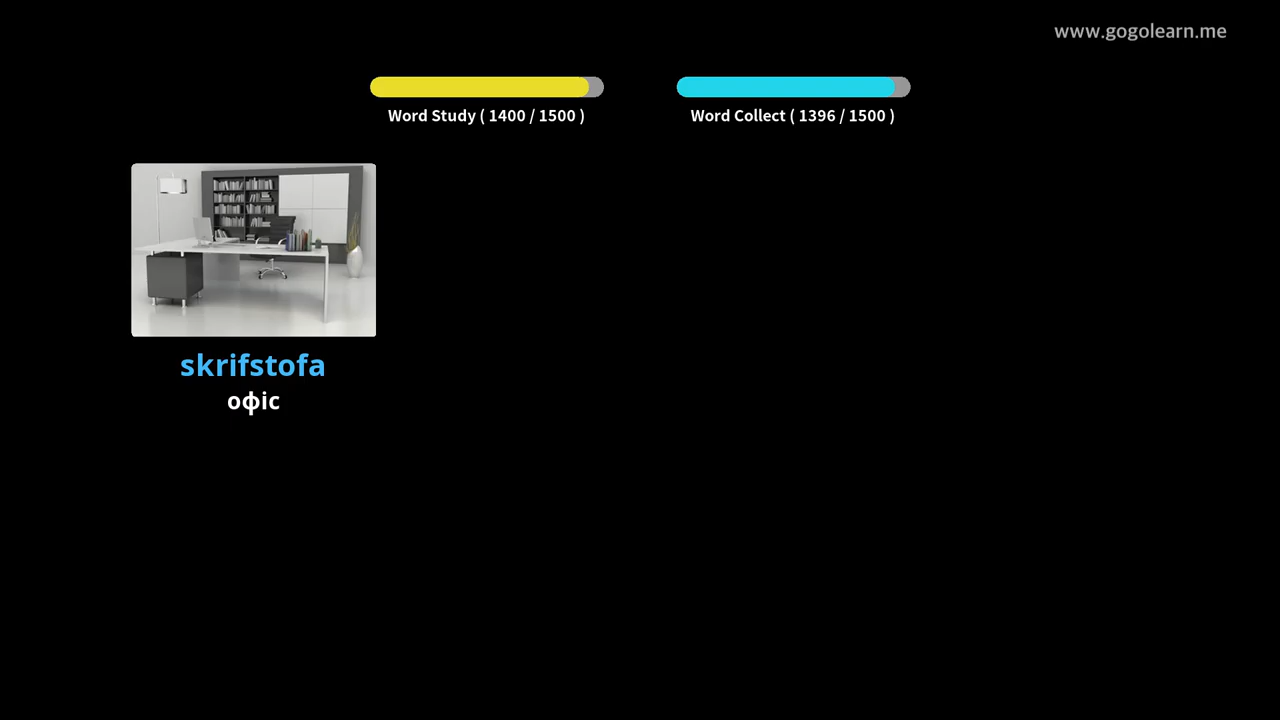 www.gogolearn.me
Word Study ( 1400 / 1500 )
Word Collect ( 1396 / 1500 )
skrifstofa
офіс